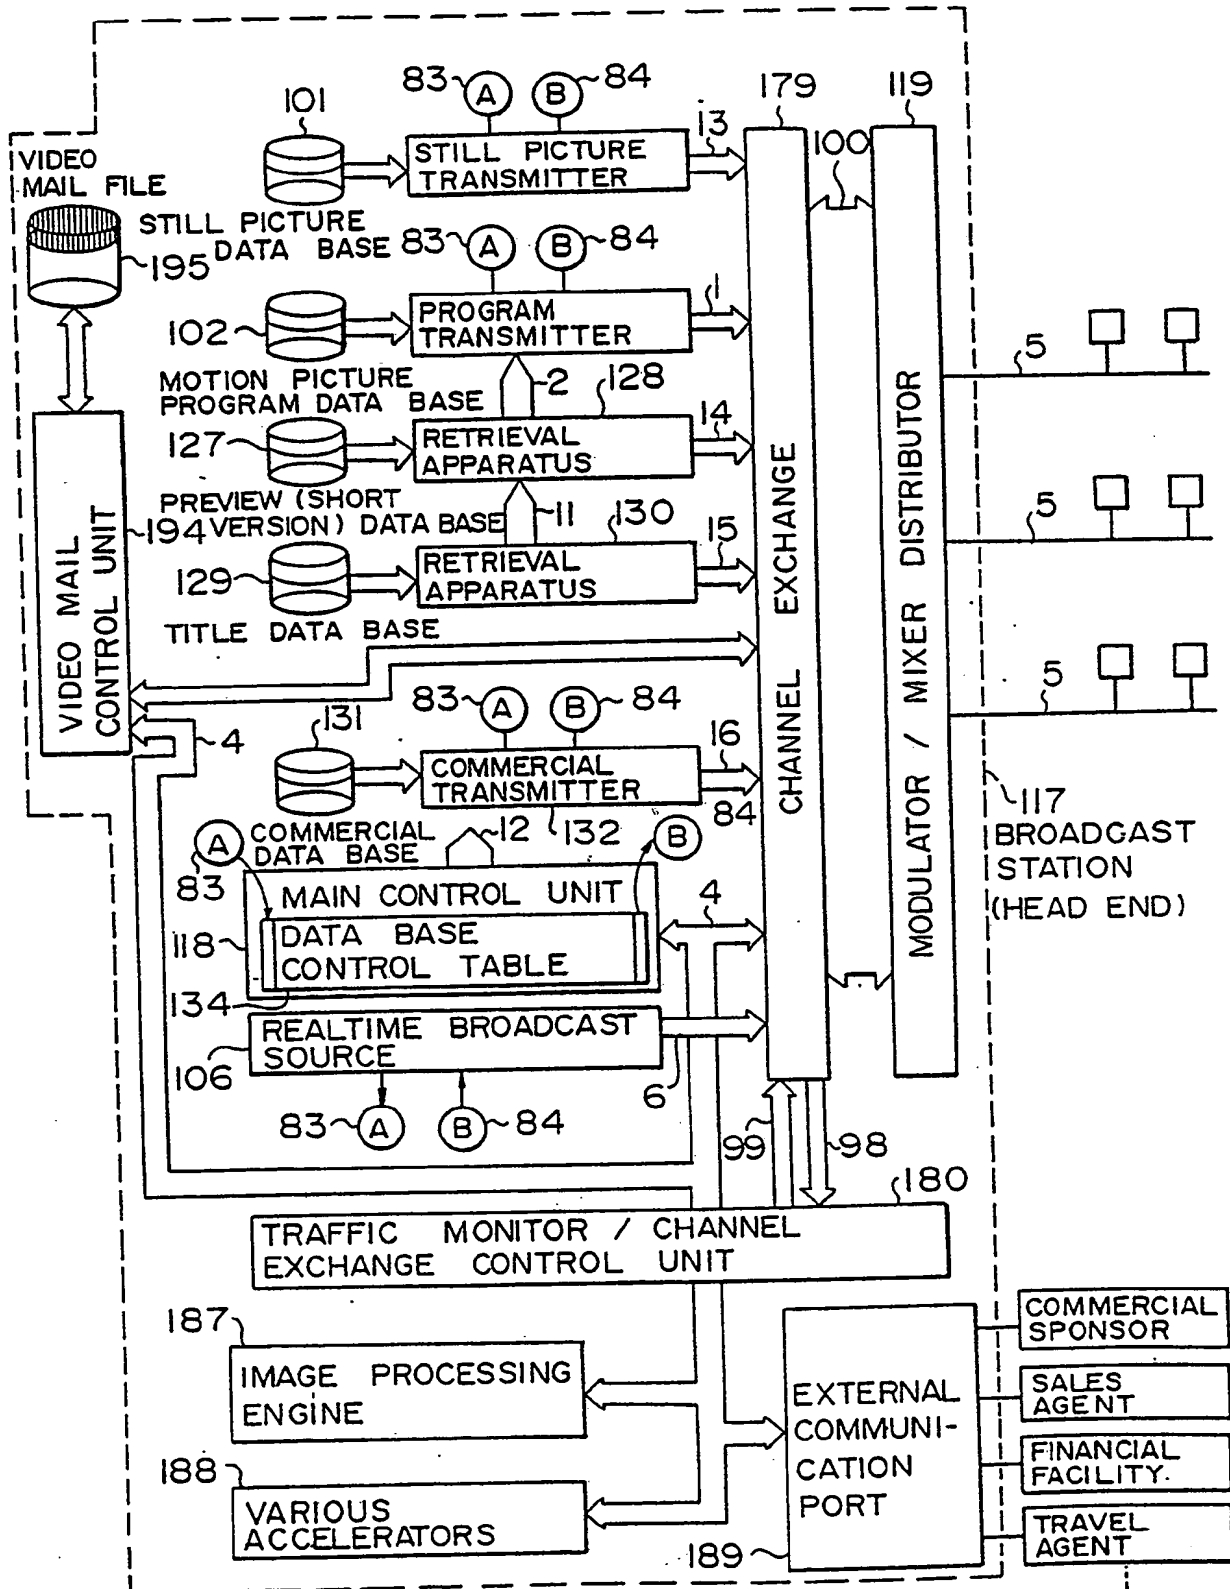 83
A
B
84
179
119
101
13
100
STILL PICTURE
TRANSMITTER
VIDEO
MAIL FILE
STILL PICTURE
DATA BASE
195
83
A
B
84
102
PROGRAM
TRANSMITTER
1
5
MOTION PICTURE
PROGRAM DATA BASE
2
128
127
RETRIEVAL
APPARATUS
14
PREVIEW (SHORT
VERSION) DATA BASE
194
11
130
5
129
RETRIEVAL
APPARATUS
15
TITLE DATA BASE
VIDEO MAIL
CONTROL UNIT
CHANNEL EXCHANGE
MODULATOR / MIXER DISTRIBUTOR
5
4
83
A
B
84
131
COMMERCIAL
TRANSMITTER
16
84
117
BROADCAST
STATION
(HEAD END)
COMMERCIAL
DATA BASE
12
132
A
83
B
MAIN CONTROL UNIT
118
DATA BASE
CONTROL TABLE
4
134
REALTIME BROADCAST
SOURCE
106
6
83
A
B
84
99
98
180
TRAFFIC MONITOR / CHANNEL
EXCHANGE CONTROL UNIT
187
IMAGE PROCESSING
ENGINE
188
VARIOUS
ACCELERATORS
EXTERNAL
COMMUNI-
CATION
PORT
189
COMMERCIAL
SPONSOR
SALES
AGENT
FINANCIAL
FACILITY.
TRAVEL
AGENT